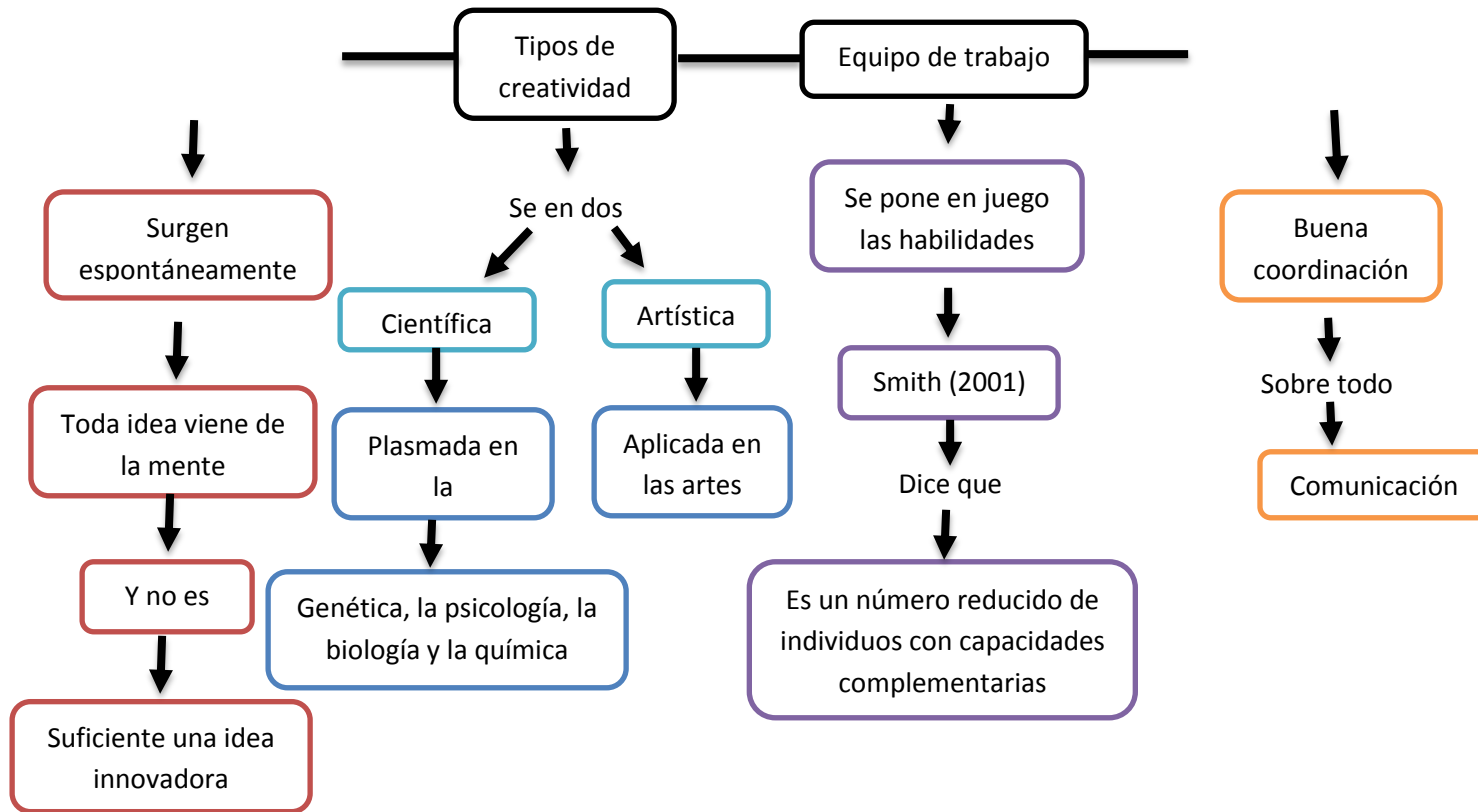 Tipos de
creatividad
Equipo de trabajo
Surgen
espontáneamente
Toda idea viene de
la mente
Y no es
Suficiente una idea
innovadora
Se en dos
Científica
Plasmada en
la
Genética, la psicología, la
biología y la química
Artística
Aplicada en
las artes
Se pone en juego
las habilidades
Smith (2001)
Dice que
Es un número reducido de
individuos con capacidades
complementarias
Buena
coordinación
Sobre todo
Comunicación